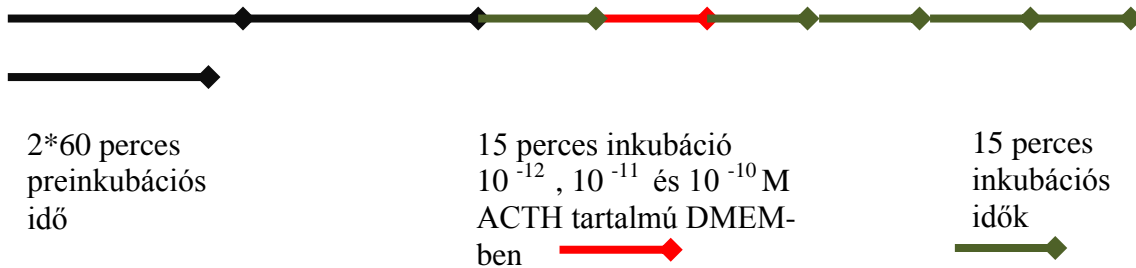 2*60 perces
preinkubációs
idő
15 perces inkubáció
10 -12 , 10 -11 és 10 -10 M
ACTH tartalmú DMEM-
ben
15 perces
inkubációs
idők